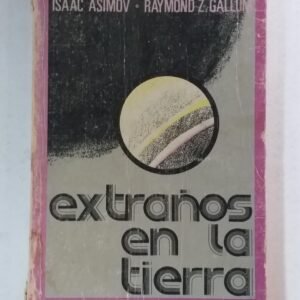 ISAAC ASIMOV • RAYMOND Z. GALLUN
extraños
en la
tierra